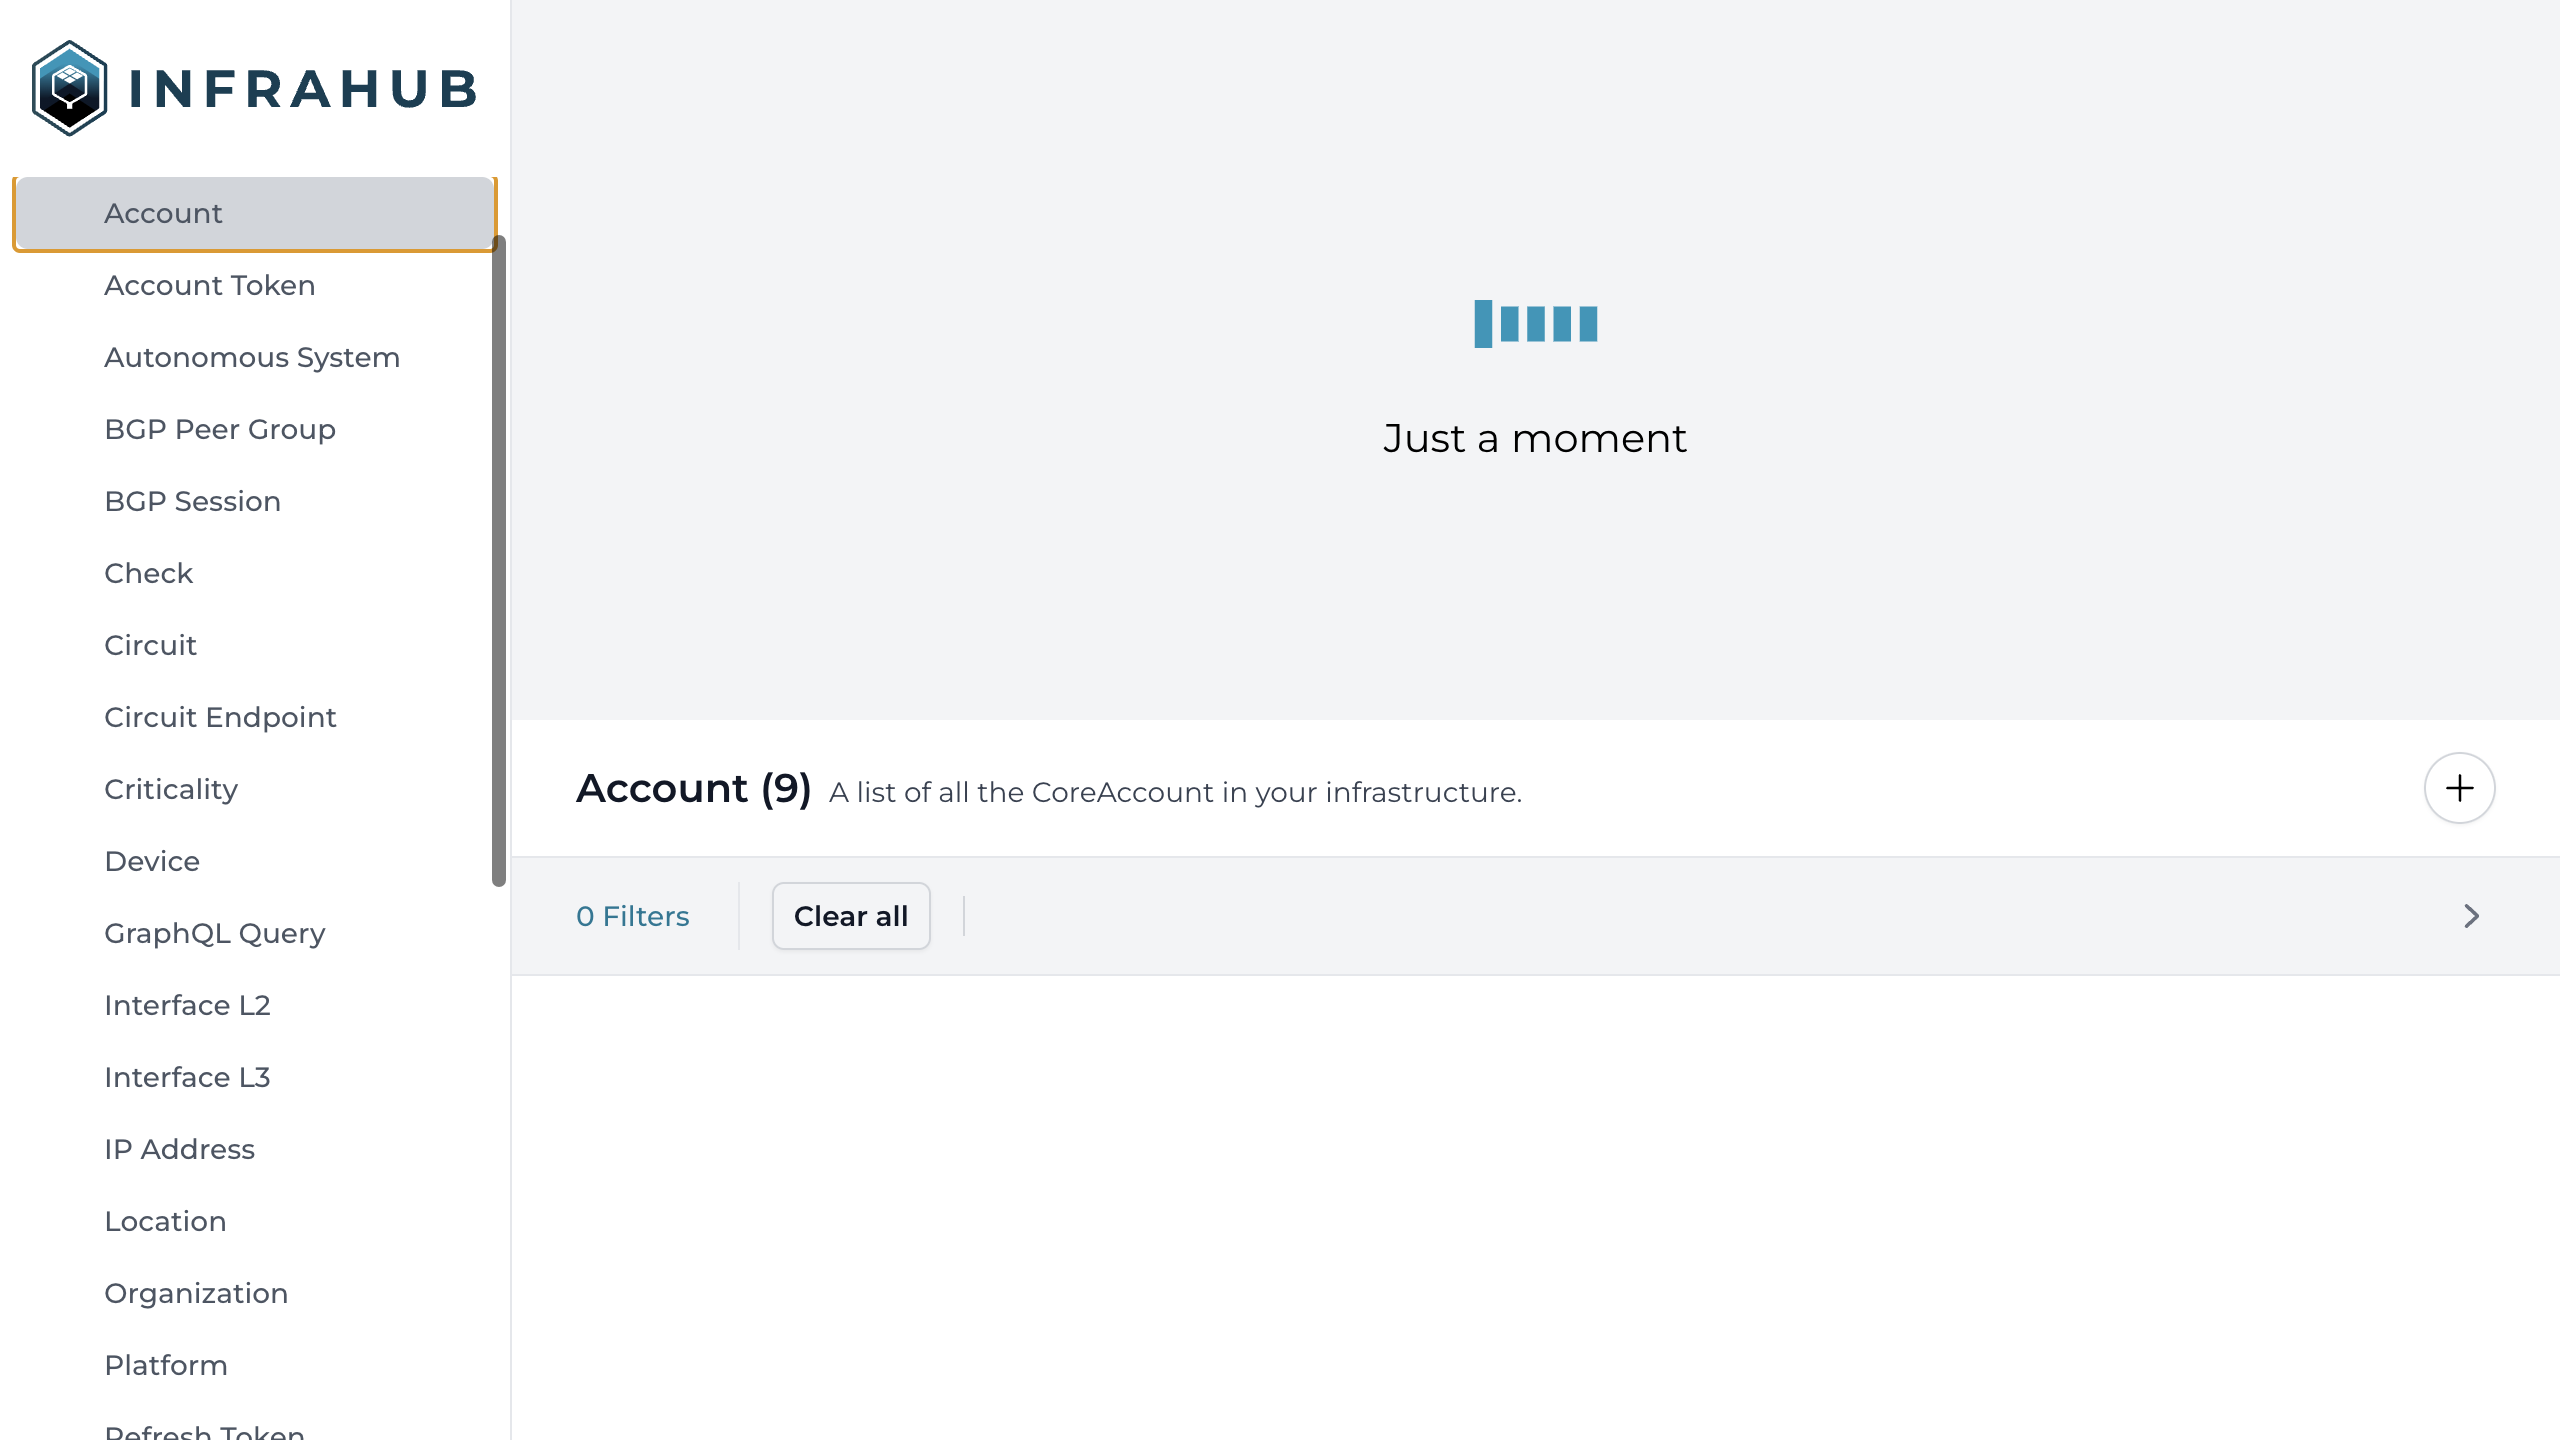 INFRAHUB
Account
Account Token
Autonomous System
BGP Peer Group
BGP Session
Check
Circuit
Circuit Endpoint
Criticality
Device
GraphQL Query
Interface L2
Interface L3
IP Address
Location
Organization
Platform
Refresh Token
Just a moment
Account (9) A list of all the CoreAccount in your infrastructure.
0 Filters Clear all